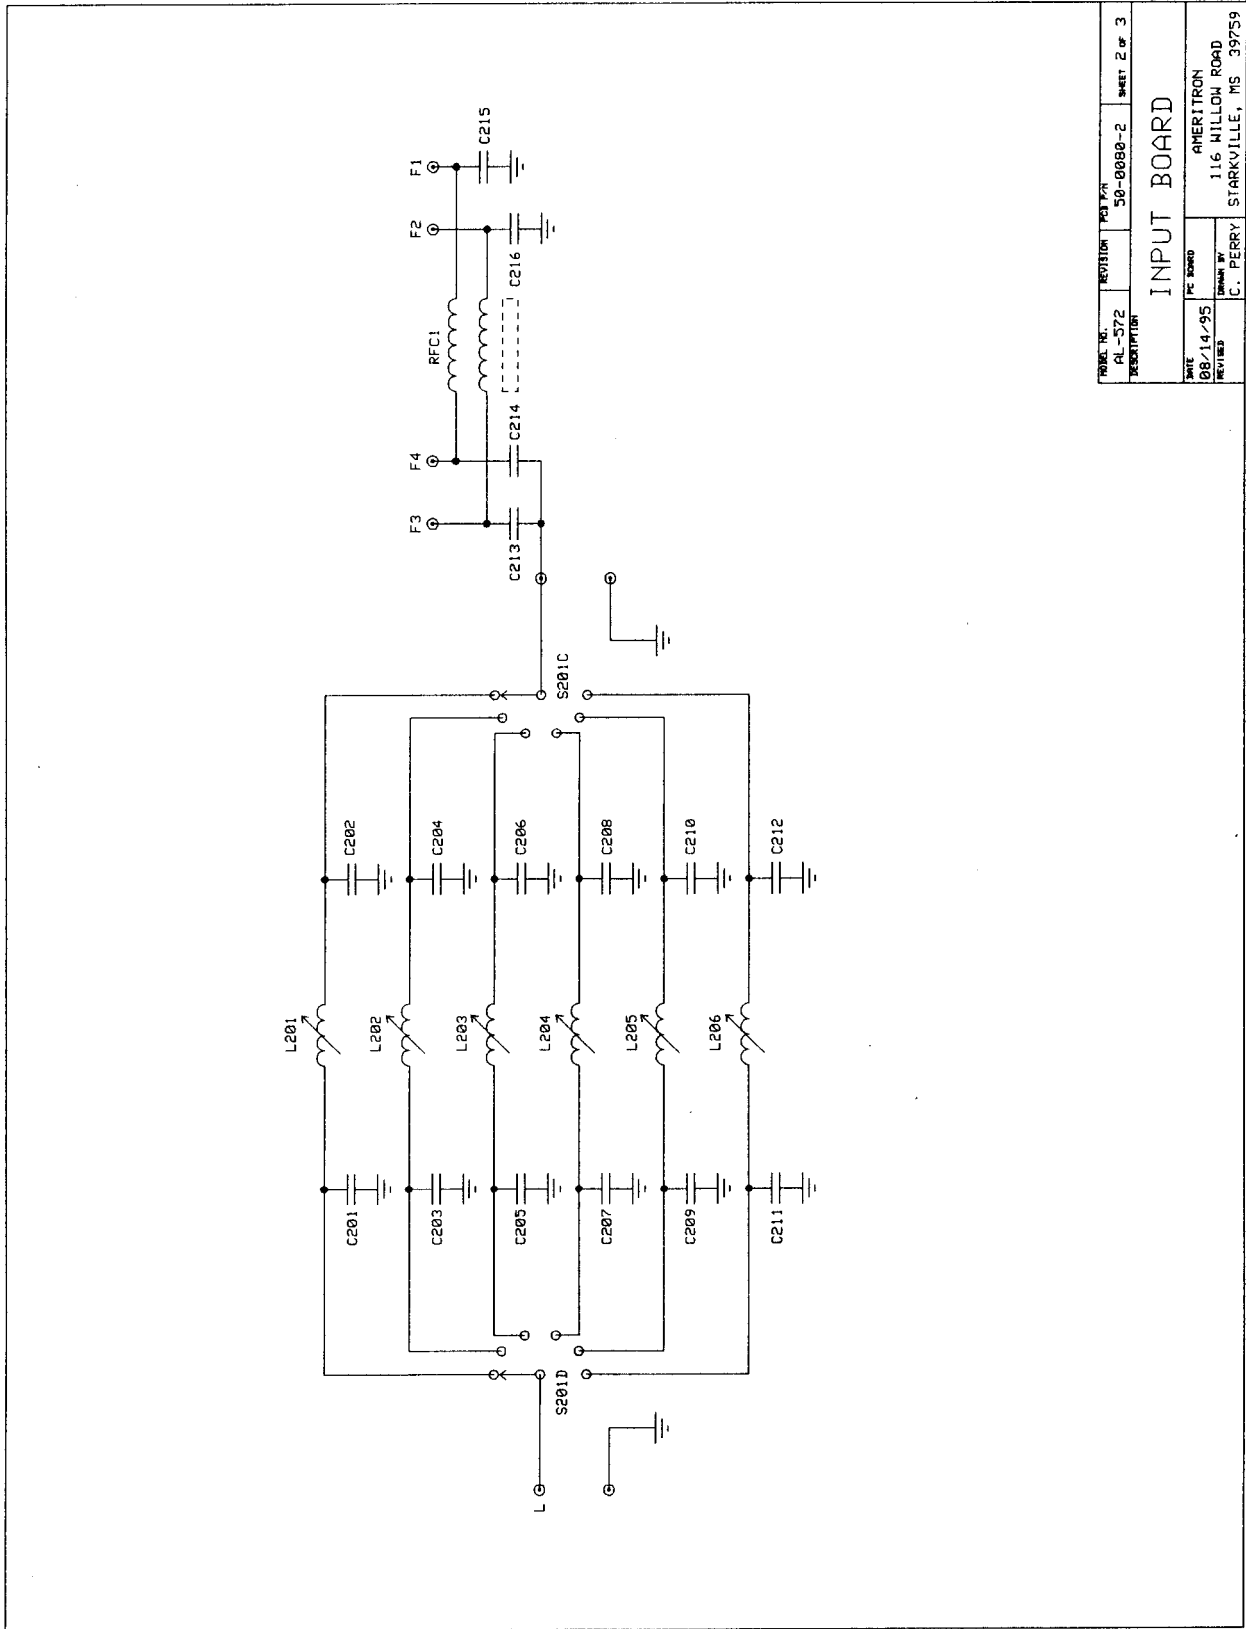 F1
C215
F2
C216
RFC1
F4
C214
F3
C213
S201C
C202
C204
C206
C208
C210
C212
L201
L202
L203
L204
L205
L206
C201
C203
C205
C207
C209
C211
S201D
L
MODEL NO.
AL-572
REVISION
PCB P/N
50-0080-2
SHEET 2 OF 3
DESCRIPTION
INPUT BOARD
DATE
08/14/95
PC BOARD
AMERITRON
116 WILLOW ROAD
STARKVILLE, MS 39759
REVISED
DRAWN BY
C. PERRY